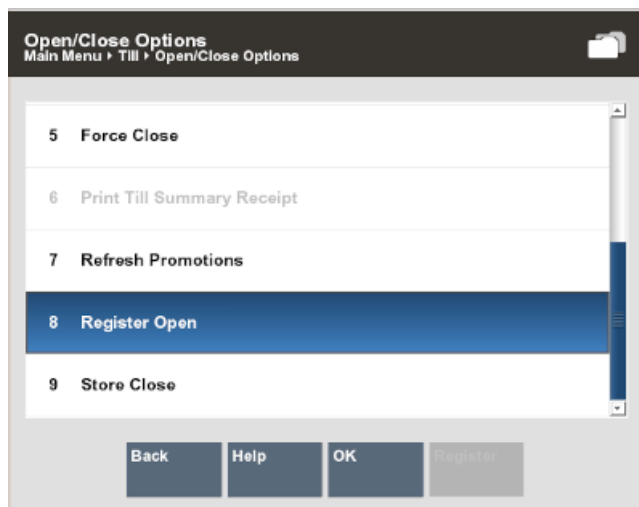 Open/Close Options
Main Menu ▸ Till ▸ Open/Close Options
5 Force Close
6 Print Till Summary Receipt
7 Refresh Promotions
8 Register Open
9 Store Close
Back Help OK Register